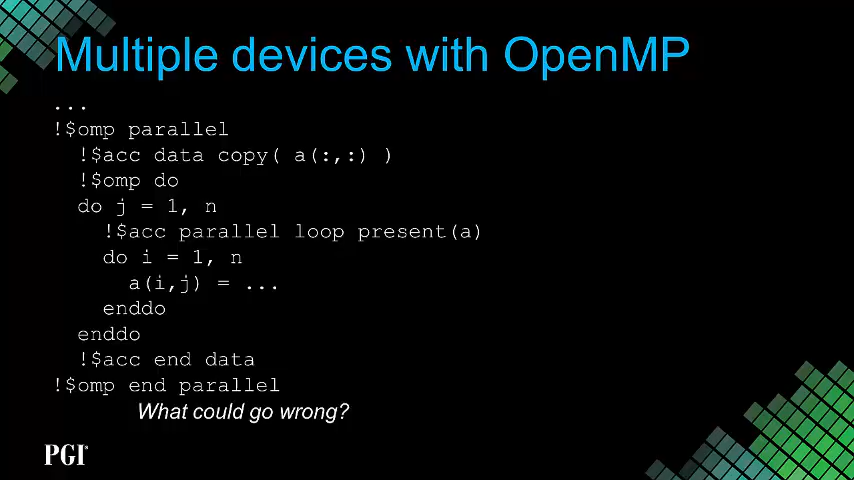 Multiple devices with OpenMP
...
!$omp parallel
!$acc data copy( a(:,:) )
!$omp do
do j = 1, n
!$acc parallel loop present(a)
do i = 1, n
a(i,j) = ...
enddo
enddo
!$acc end data
!$omp end parallel
What could go wrong?
PGI®